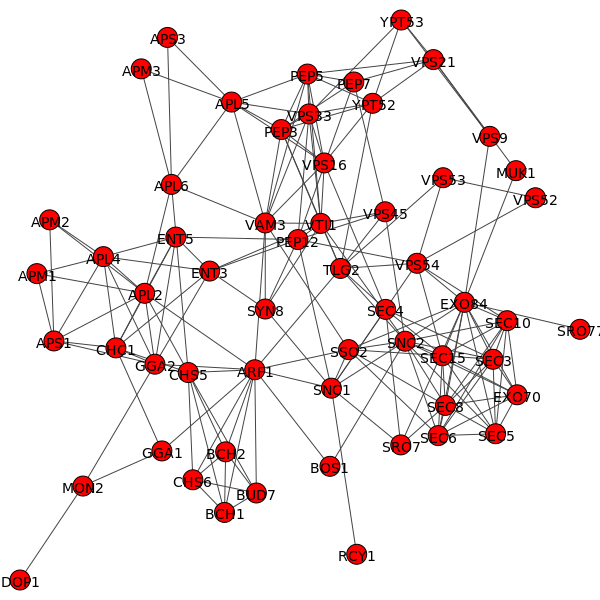 YPT53
APS3
VPS21
APM3
PEP5
PEP7
APL5
YPT52
VPS33
PEP3
VPS9
VPS16
MUK1
VPS53
APL6
VPS52
VPS45
APM2
VAM3
VTI1
ENT5
PEP12
APL4
VPS54
TLG2
APM1
ENT3
APL2
EXO84
SYN8
SEC4
SEC10
SRO77
APS1
SNC2
CHC1
SSO2
SEC15
SEC3
GGA2
CHS5
ARF1
SNC1
EXO70
SEC8
SEC6
SEC5
SRO7
GGA1
BCH2
BOS1
CHS6
MON2
BUD7
BCH1
RCY1
DOP1